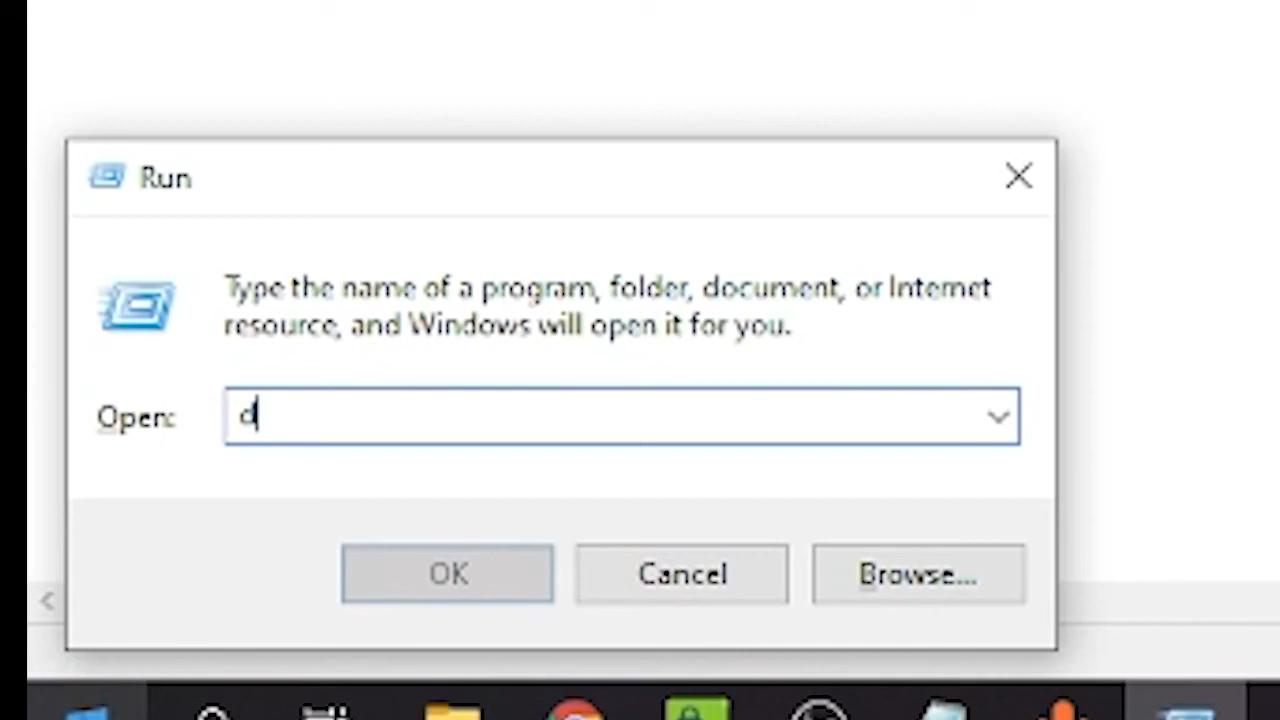 Run
Type the name of a program, folder, document, or Internet
resource, and Windows will open it for you.
Open:
d
OK
Cancel
Browse...